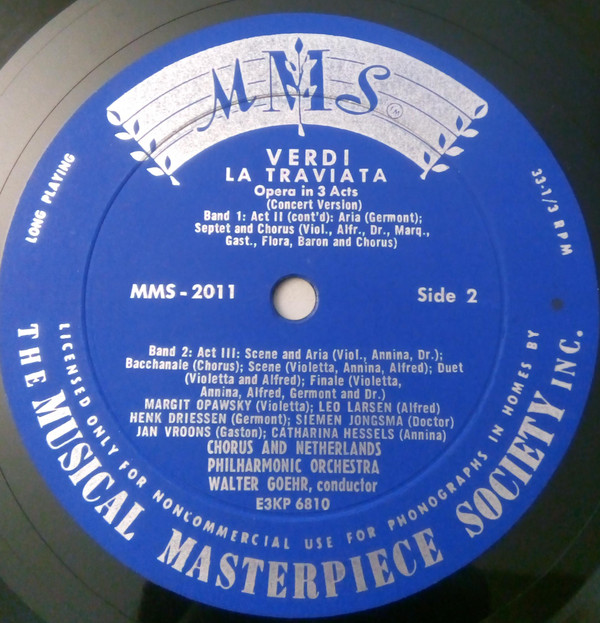 MMS
TM
VERDI
LA TRAVIATA
Opera in 3 Acts
(Concert Version)
Band 1: Act II (cont'd): Aria (Germont);
Septet and Chorus (Viol., Alfr., Dr., Marq.,
Gast., Flora, Baron and Chorus)
LONG PLAYING
33-1/3 RPM
MMS - 2011
Side 2
Band 2: Act III: Scene and Aria (Viol., Annina, Dr.);
Bacchanale (Chorus); Scene (Violetta, Annina, Alfred); Duet
(Violetta and Alfred); Finale (Violetta,
Annina, Alfred, Germont and Dr.)
MARGIT OPAWSKY (Violetta); LEO LARSEN (Alfred)
HENK DRIESSEN (Germont); SIEMEN JONGSMA (Doctor)
JAN VROONS (Gaston); CATHARINA HESSELS (Annina)
CHORUS AND NETHERLANDS
PHILHARMONIC ORCHESTRA
WALTER GOEHR, conductor
E3KP 6810
LICENSED ONLY FOR NONCOMMERCIAL USE FOR PHONOGRAPHS IN HOMES BY
THE MUSICAL MASTERPIECE SOCIETY INC.